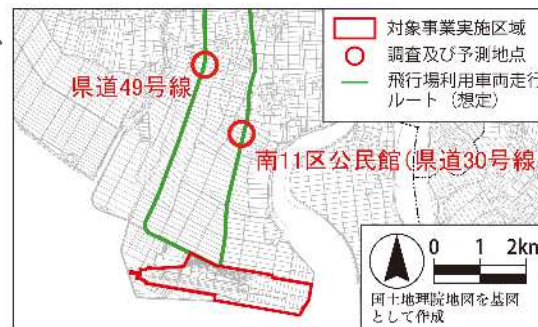 対象事業実施区域
調査及び予測地点
飛行場利用車両走行
ルート（想定）
県道49号線
南11区公民館（県道30号線
0 1 2km
国土地理院地図を基図
として作成